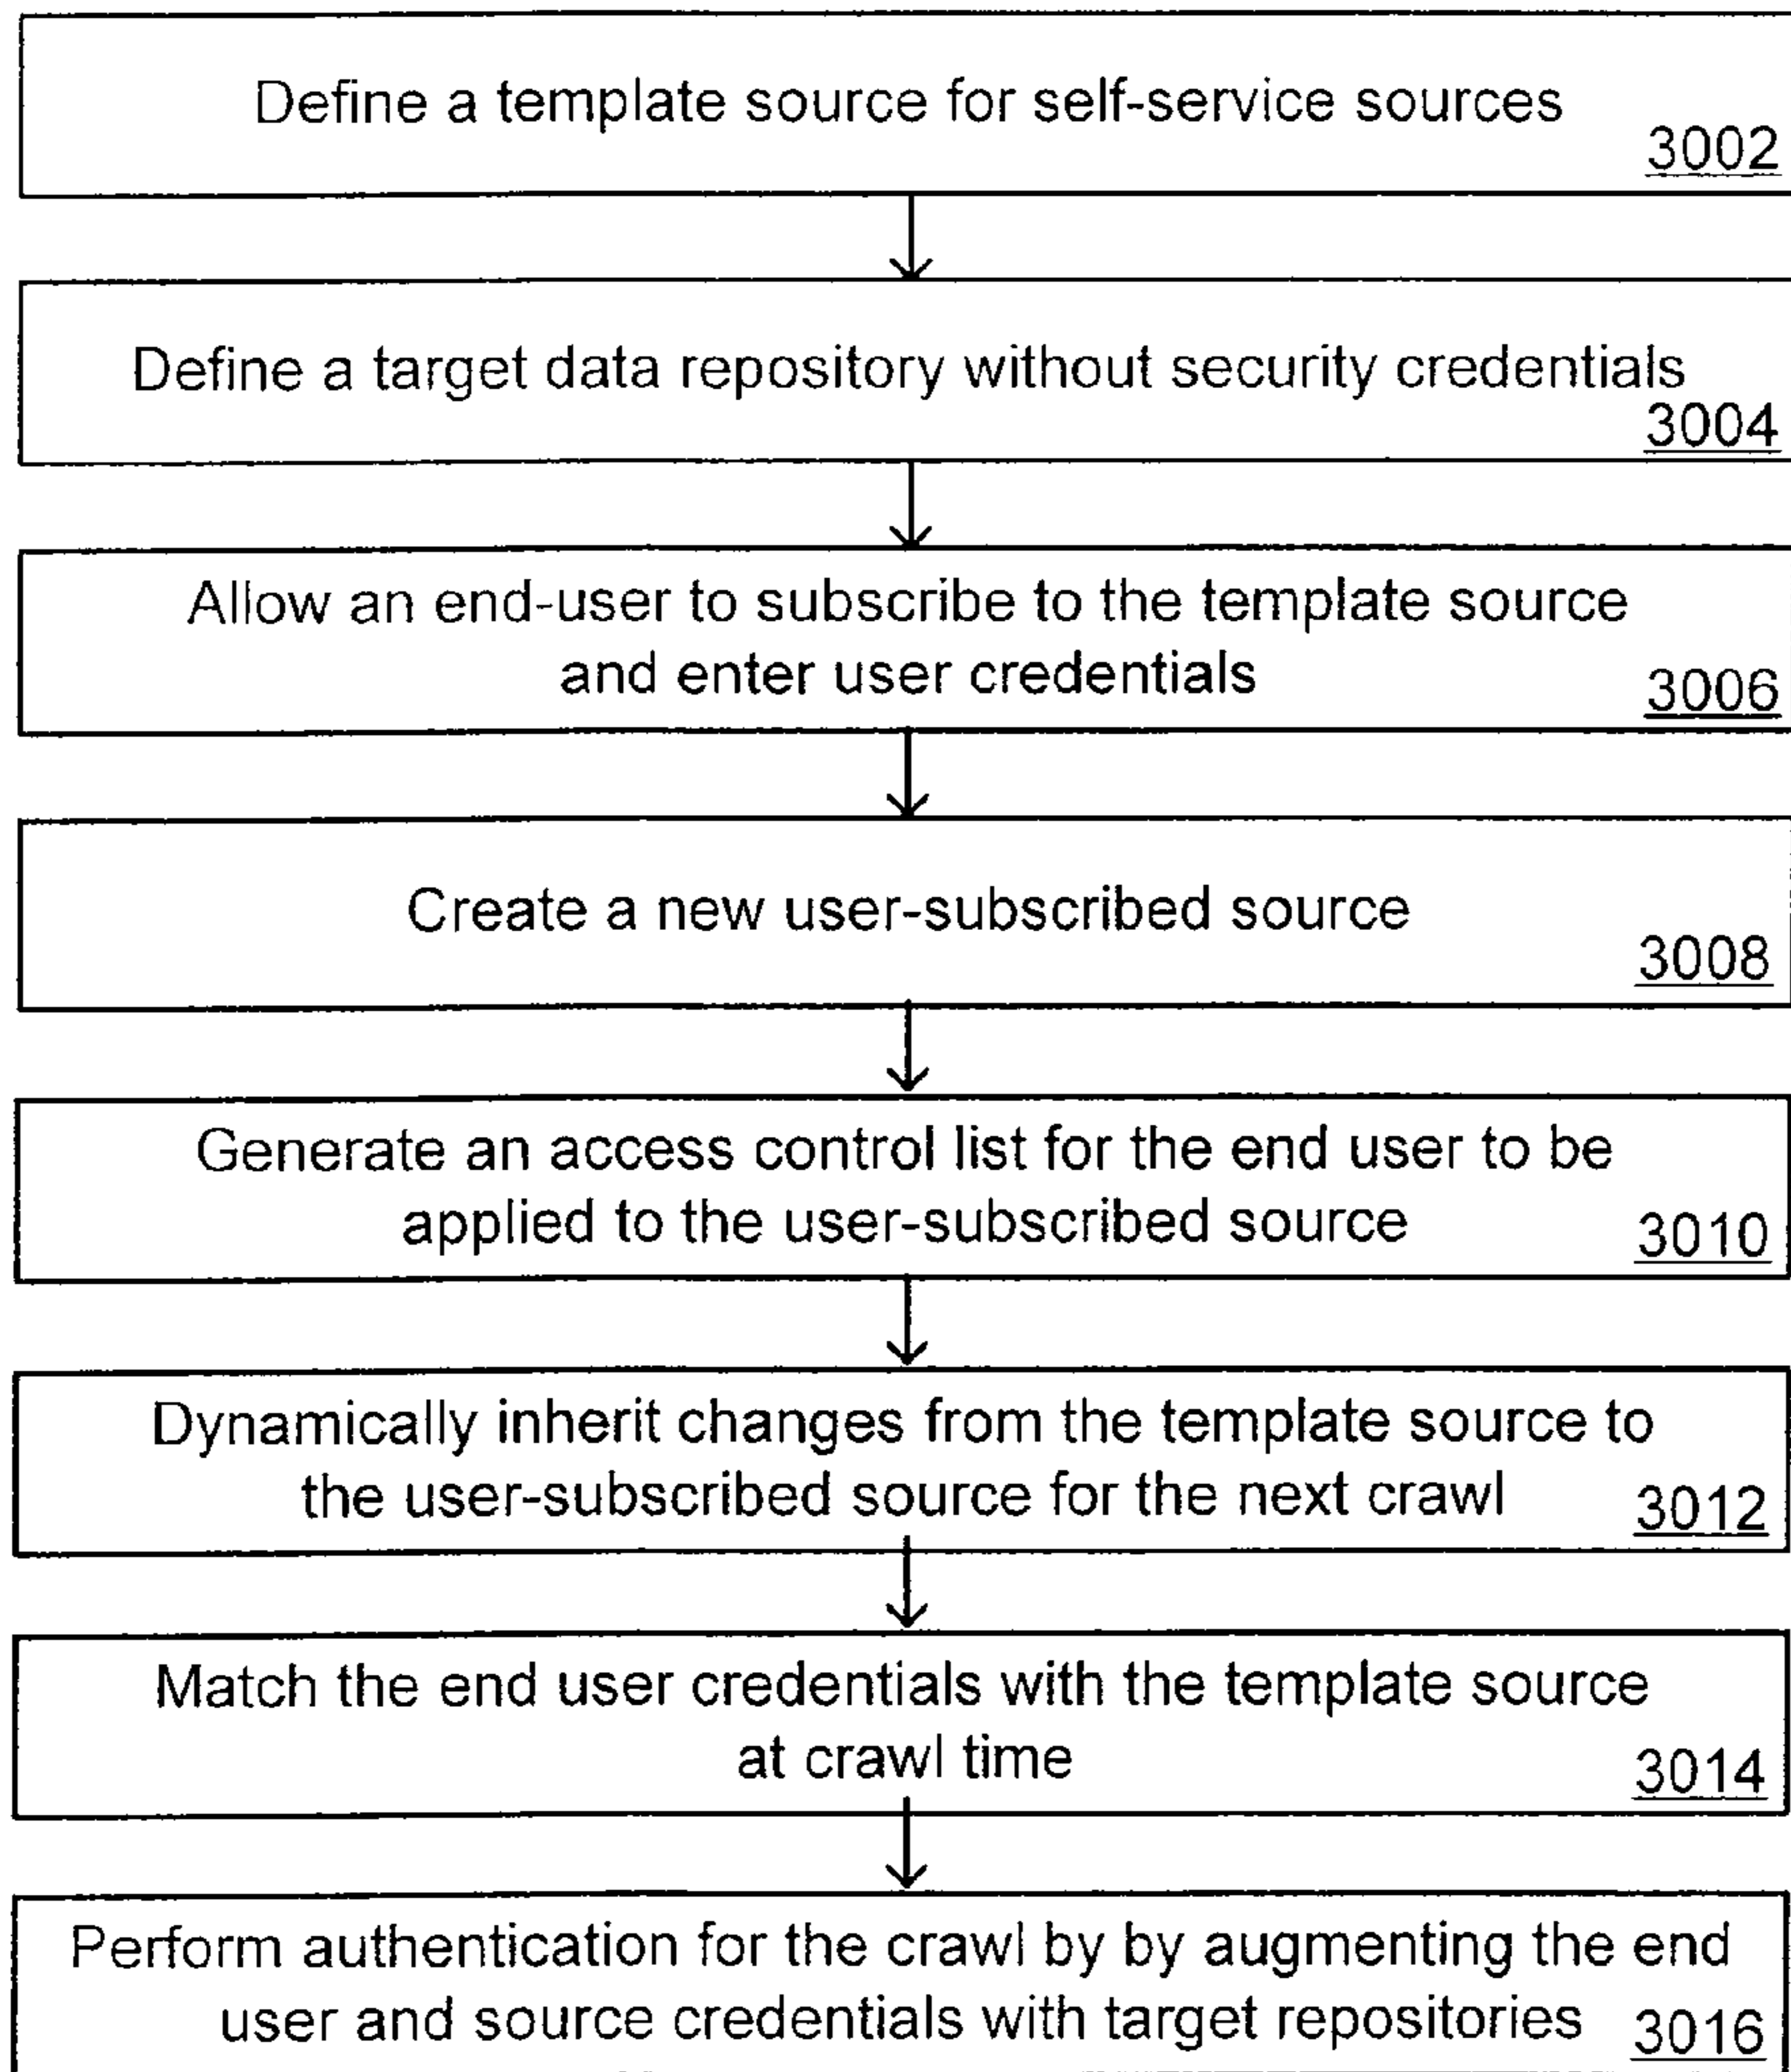 Define a template source for self-service sources
3002
Define a target data repository without security credentials
3004
Allow an end-user to subscribe to the template source
and enter user credentials
3006
Create a new user-subscribed source
3008
Generate an access control list for the end user to be
applied to the user-subscribed source
3010
Dynamically inherit changes from the template source to
the user-subscribed source for the next crawl
3012
Match the end user credentials with the template source
at crawl time
3014
Perform authentication for the crawl by by augmenting the end
user and source credentials with target repositories
3016